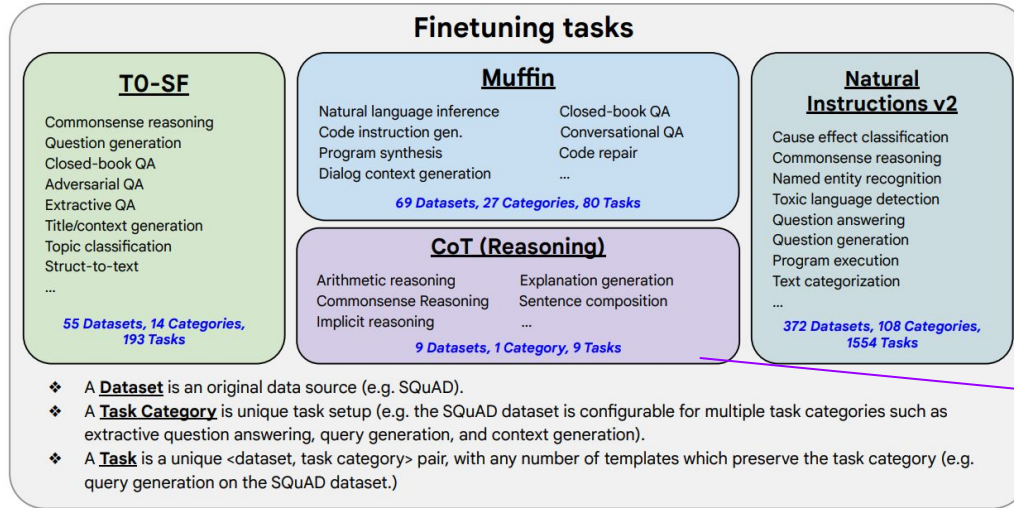 Finetuning tasks
T0-SF
Commonsense reasoning
Question generation
Closed-book QA
Adversarial QA
Extractive QA
Title/context generation
Topic classification
Struct-to-text
...
55 Datasets, 14 Categories,
193 Tasks
Muffin
Natural language inference
Code instruction gen.
Program synthesis
Dialog context generation
Closed-book QA
Conversational QA
Code repair
...
69 Datasets, 27 Categories, 80 Tasks
CoT (Reasoning)
Arithmetic reasoning
Commonsense Reasoning
Implicit reasoning
Explanation generation
Sentence composition
...
9 Datasets, 1 Category, 9 Tasks
Natural
Instructions v2
Cause effect classification
Commonsense reasoning
Named entity recognition
Toxic language detection
Question answering
Question generation
Program execution
Text categorization
...
372 Datasets, 108 Categories,
1554 Tasks
❖ A Dataset is an original data source (e.g. SQuAD).
❖ A Task Category is unique task setup (e.g. the SQuAD dataset is configurable for multiple task categories such as
extractive question answering, query generation, and context generation).
❖ A Task is a unique <dataset, task category> pair, with any number of templates which preserve the task category (e.g.
query generation on the SQuAD dataset.)